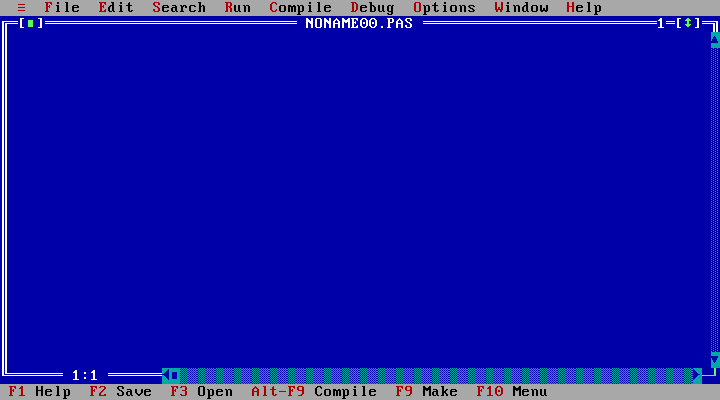 ≡ File Edit Search Run Compile Debug Options Window Help
[■] NONAME00.PAS 1=[↕]
1:1
F1 Help F2 Save F3 Open Alt-F9 Compile F9 Make F10 Menu